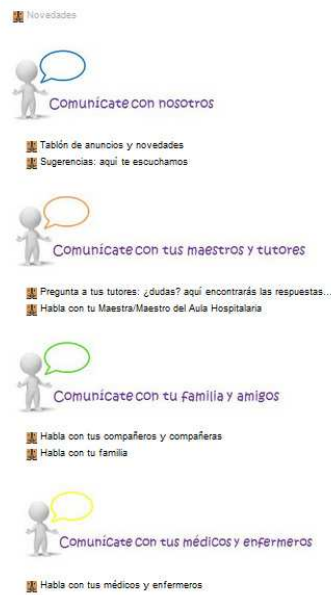 Novedades
Comunícate con nosotros
Tablón de anuncios y novedades
Sugerencias: aquí te escuchamos
Comunícate con tus maestros y tutores
Pregunta a tus tutores: ¿dudas? aquí encontrarás las respuestas...
Habla con tu Maestra/Maestro del Aula Hospitalaria
Comunícate con tu familia y amigos
Habla con tus compañeros y compañeras
Habla con tu familia
Comunícate con tus médicos y enfermeros
Habla con tus médicos y enfermeros